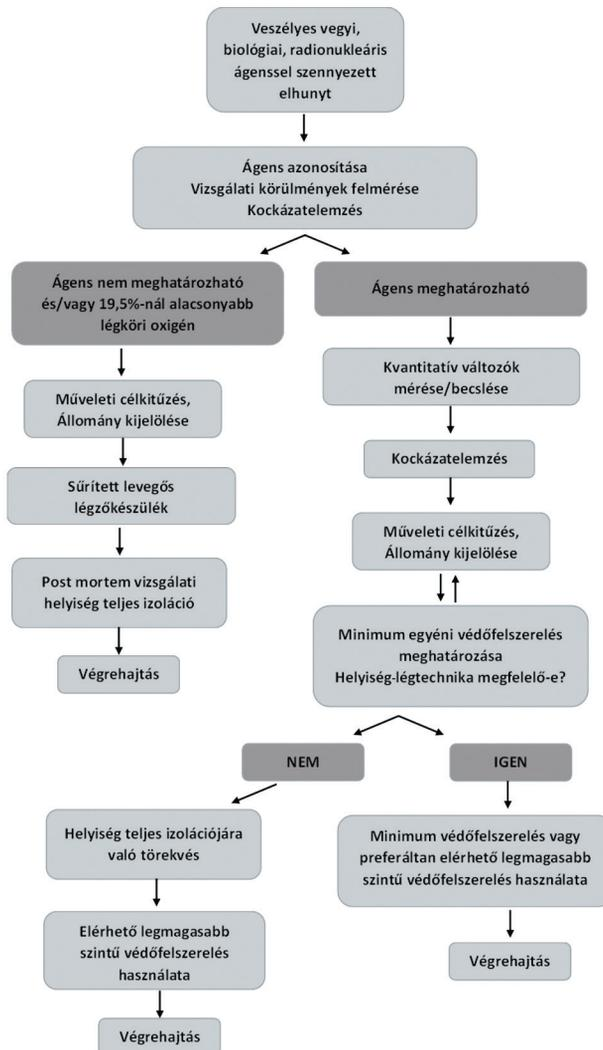 Veszélyes vegyi,
biológiai, radionukleáris
ágenssel szennyezett
elhunyt
Ágens azonosítása
Vizsgálati körülmények felmérése
Kockázatelemzés
Ágens nem meghatározható
és/vagy 19,5%-nál alacsonyabb
légköri oxigén
Műveleti célkitűzés,
Állomány kijelölése
Sűrített levegős
légzőkészülék
Post mortem vizsgálati
helyiség teljes izoláció
Végrehajtás
Ágens meghatározható
Kvantitatív változók
mérése/becslése
Kockázatelemzés
Műveleti célkitűzés,
Állomány kijelölése
Minimum egyéni védőfelszerelés
meghatározása
Helyiség-légtechnika megfelelő-e?
NEM
Helyiség teljes izolációjára
való törekvés
Elérhető legmagasabb
szintű védőfelszerelés
használata
Végrehajtás
IGEN
Minimum védőfelszerelés vagy
preferáltan elérhető legmagasabb
szintű védőfelszerelés használata
Végrehajtás